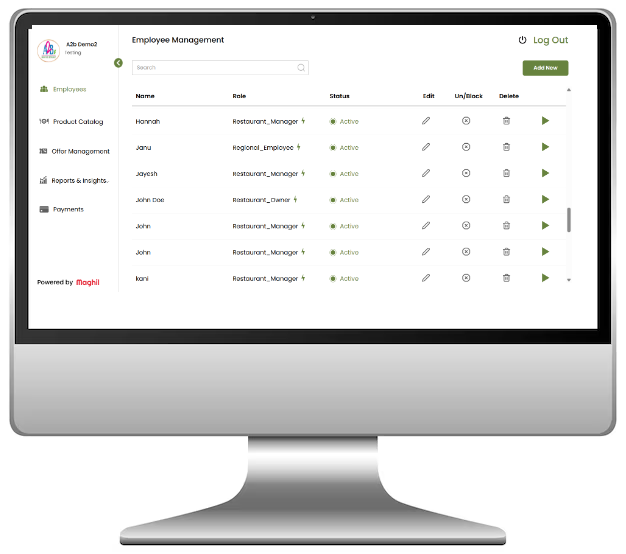 A2b Demo2
Testing
Employees
Product Catalog
Offer Management
Reports & Insights
Payments
Powered by Maghil
Employee Management
Log Out
Search
Add New
Name Role Status Edit Un/Block Delete
Hannah Restaurant_Manager Active
Janu Regional_Employee Active
Jayesh Restaurant_Manager Active
John Doe Restaurant_Owner Active
John Restaurant_Manager Active
John Restaurant_Manager Active
kani Restaurant_Manager Active